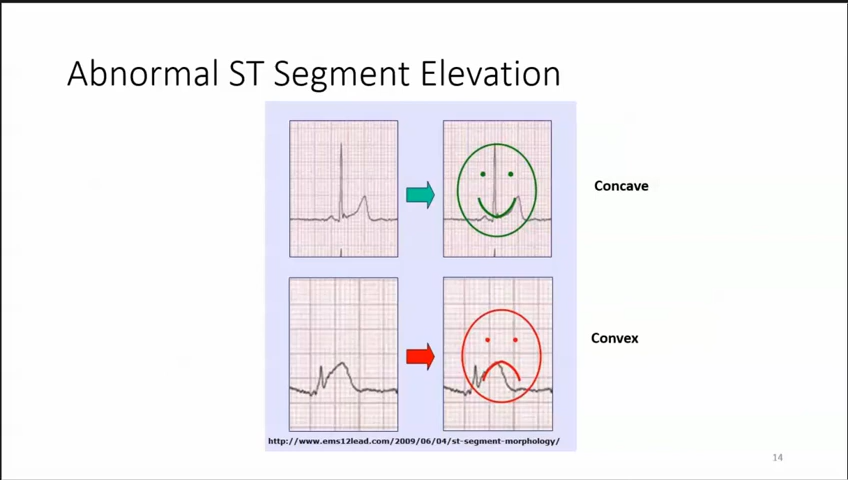 Abnormal ST Segment Elevation
Concave
Convex
http://www.ems12lead.com/2009/06/04/st-segment-morphology/
14